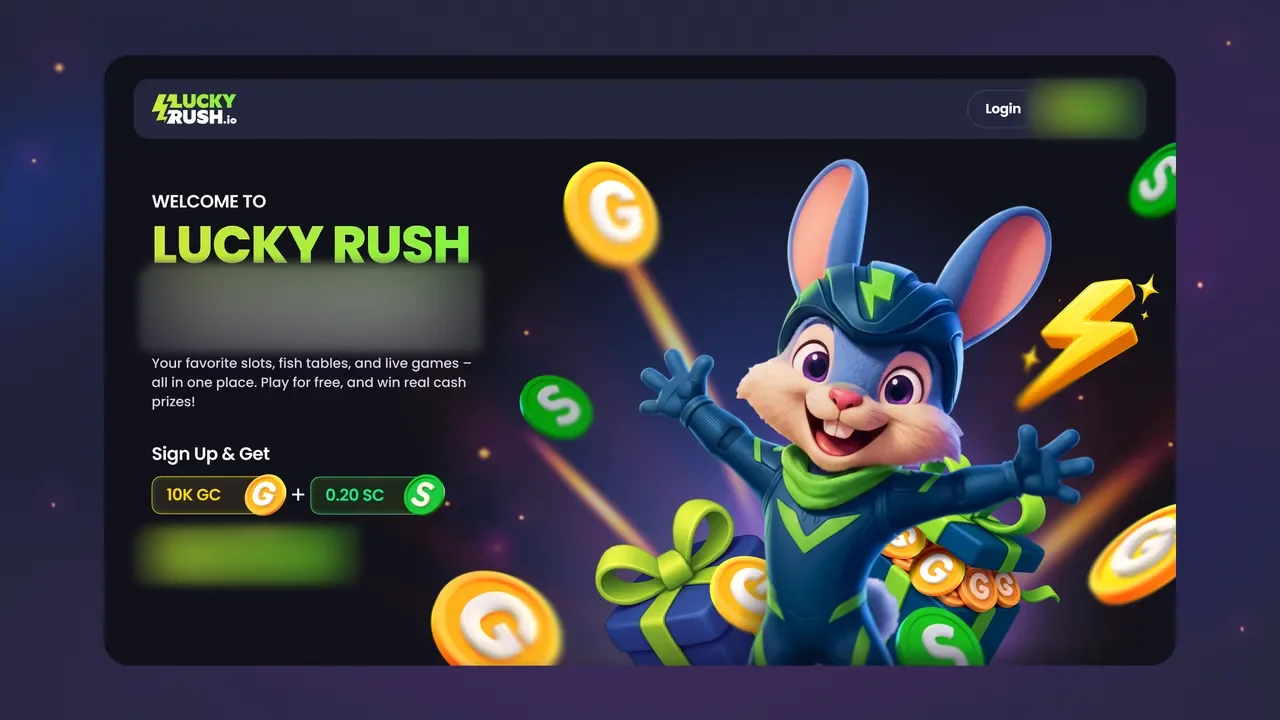 LUCKY
RUSH.io
Login
WELCOME TO
LUCKY RUSH
Your favorite slots, fish tables, and live games –
all in one place. Play for free, and win real cash
prizes!
Sign Up & Get
10K GC G + 0.20 SC S
G
S
S
G
G
G
G
G
G
S